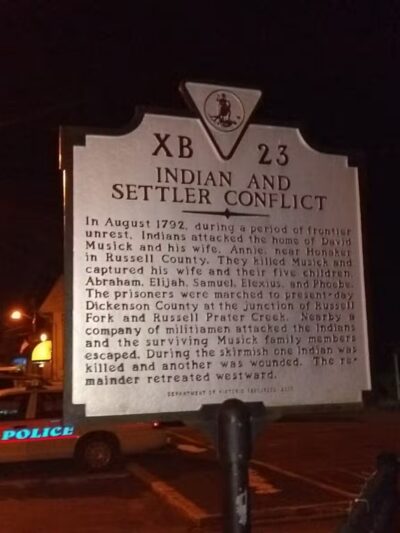 XB 23
INDIAN AND
SETTLER CONFLICT
In August 1792, during a period of frontier
unrest, Indians attacked the home of David
Musick and his wife, Annie, near Honaker
in Russell County. They killed Musick and
captured his wife and their five children,
Abraham, Elijah, Samuel, Elexius, and Phoebe.
The prisoners were marched to present-day
Dickenson County at the junction of Russell
Fork and Russell Prater Creek. Nearby a
company of militiamen attacked the Indians
and the surviving Musick family members
escaped. During the skirmish one Indian was
killed and another was wounded. The re-
mainder retreated westward.
DEPARTMENT OF HISTORIC RESOURCES,
POLICE